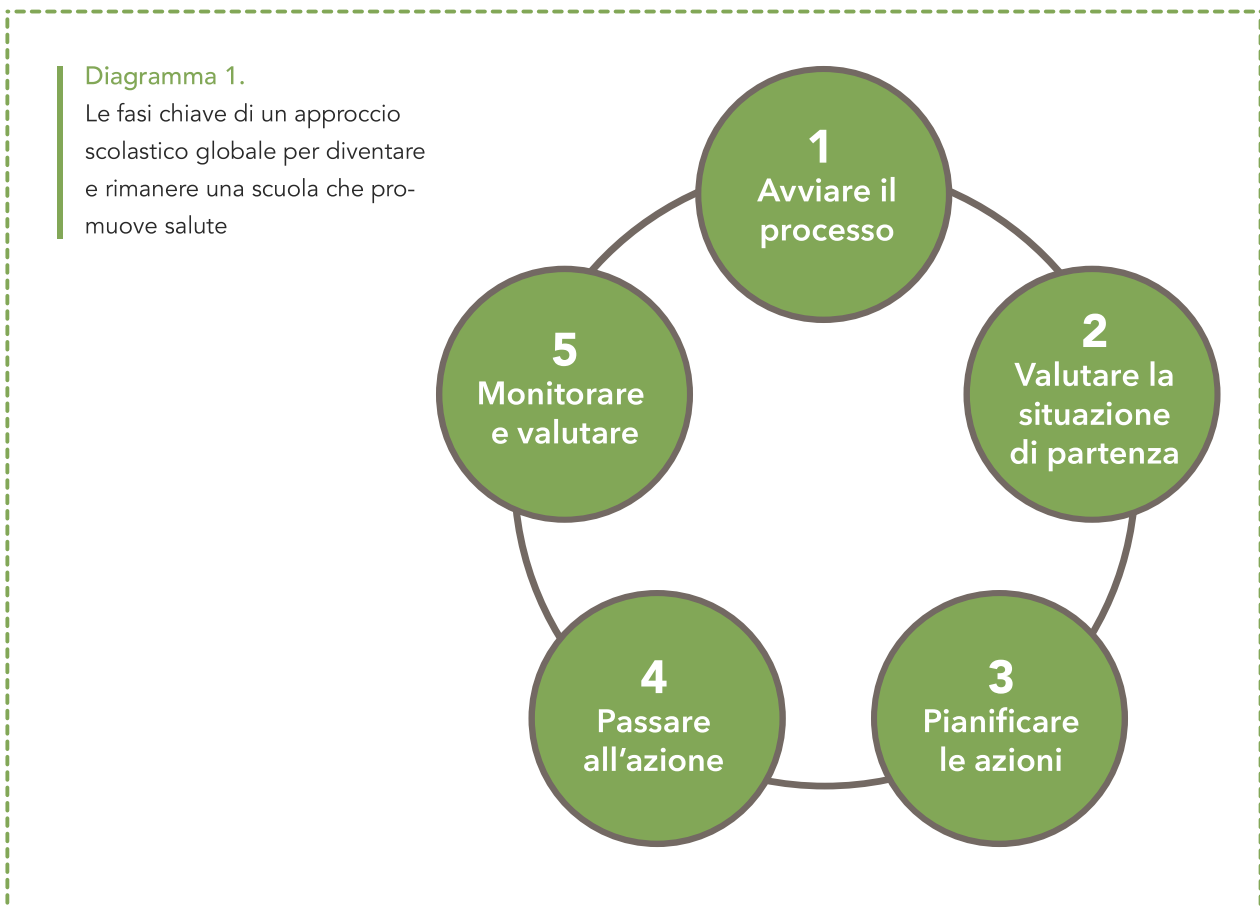 Diagramma 1.
Le fasi chiave di un approccio
scolastico globale per diventare
e rimanere una scuola che pro-
muove salute
1
Avviare il
processo
2
Valutare la
situazione
di partenza
3
Pianificare
le azioni
4
Passare
all’azione
5
Monitorare
e valutare